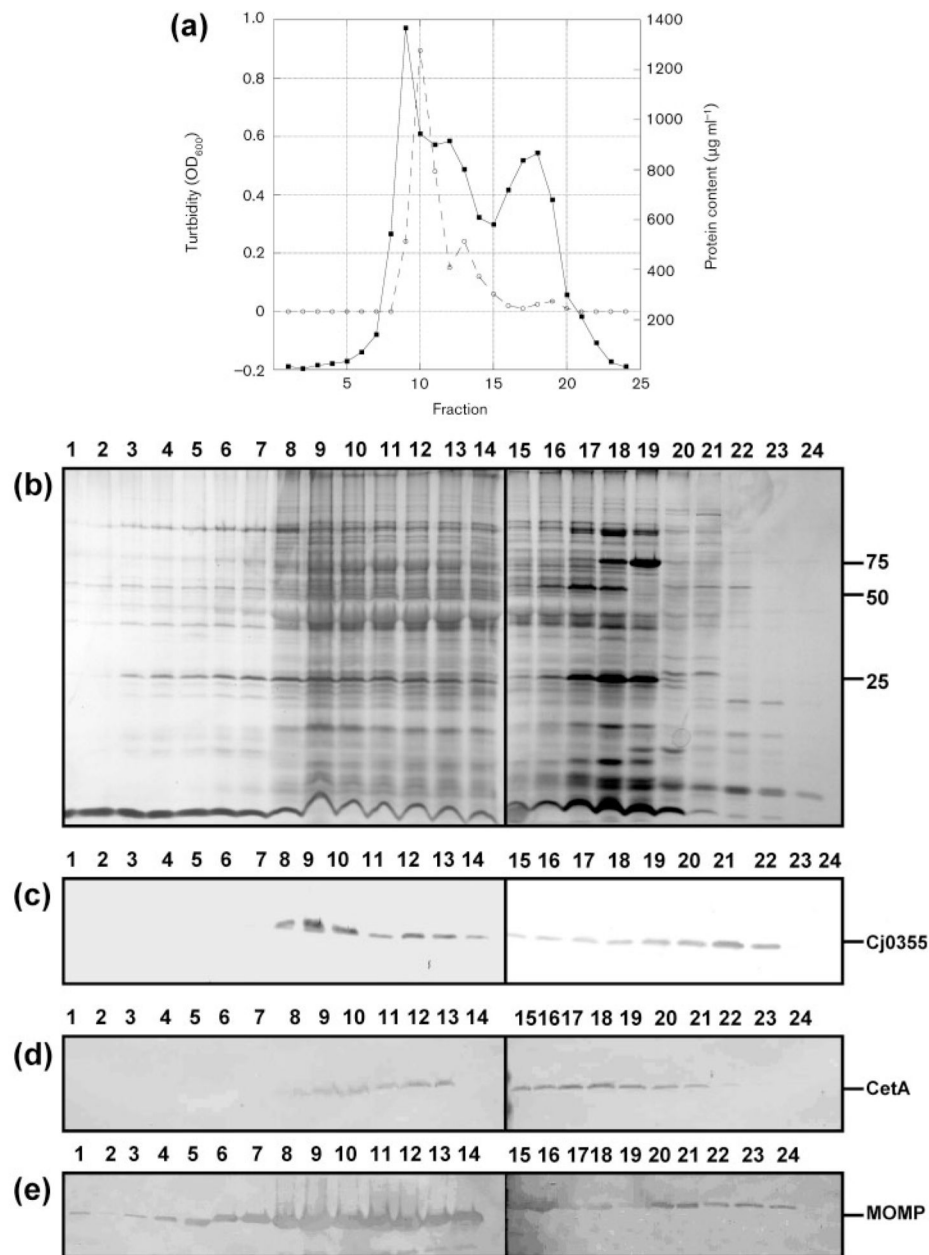 (a)
1.0
0.8
0.6
0.4
0.2
0
−0.2
Turtbidity (OD600)
1400
1200
1000
800
600
400
200
Protein content (µg ml−1)
5 10 15 20 25
Fraction
1 2 3 4 5 6 7 8 9 10 11 12 13 14 15 16 17 18 19 20 21 22 23 24
(b)
75
50
25
1 2 3 4 5 6 7 8 9 10 11 12 13 14 15 16 17 18 19 20 21 22 23 24
(c)
Cj0355
1 2 3 4 5 6 7 8 9 10 11 12 13 14 15 16 17 18 19 20 21 22 23 24
(d)
CetA
1 2 3 4 5 6 7 8 9 10 11 12 13 14 15 16 17 18 19 20 21 22 23 24
(e)
MOMP